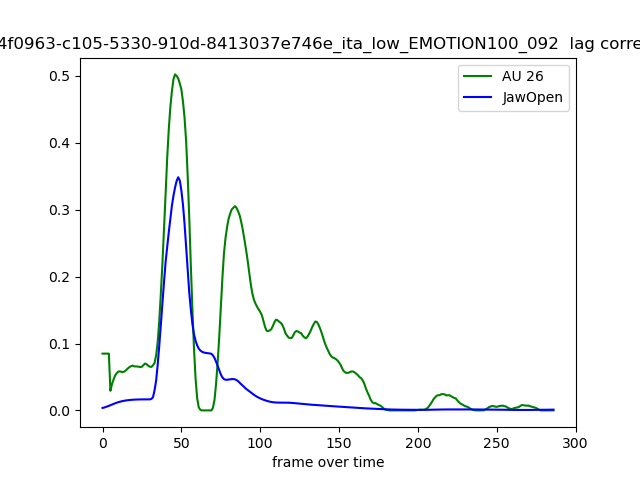 4f0963-c105-5330-910d-8413037e746e_ita_low_EMOTION100_092 lag corre
AU 26
JawOpen
0.5
0.4
0.3
0.2
0.1
0.0
0 50 100 150 200 250 300
frame over time